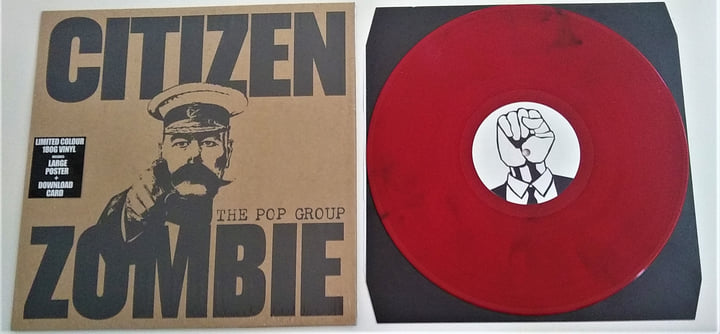 CITIZEN
LIMITED COLOUR
180G VINYL
INCLUDES
LARGE
POSTER
+
DOWNLOAD
CARD
THE POP GROUP
ZOMBIE